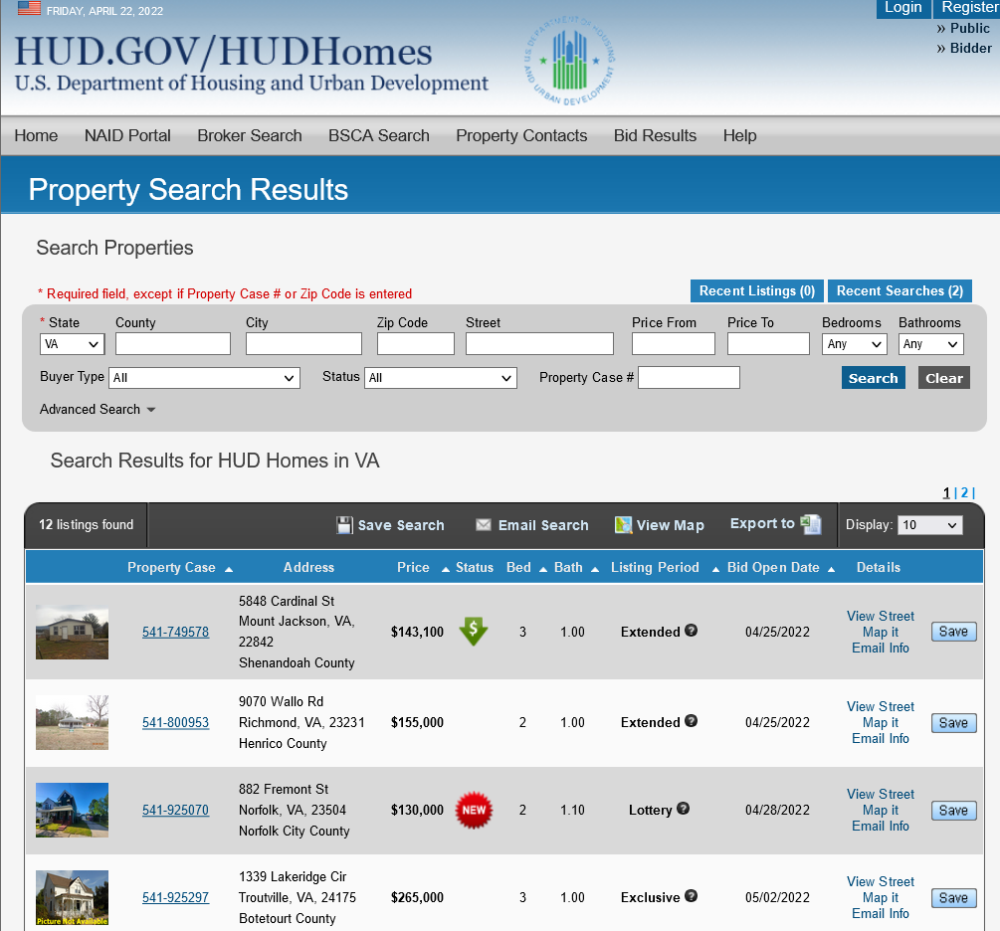 FRIDAY, APRIL 22, 2022
Login
Register
» Public
» Bidder
HUD.GOV/HUDHomes
U.S. Department of Housing and Urban Development
U.S. DEPARTMENT OF HOUSING AND URBAN DEVELOPMENT
Home NAID Portal Broker Search BSCA Search Property Contacts Bid Results Help
Property Search Results
Search Properties
* Required field, except if Property Case # or Zip Code is entered
Recent Listings (0) Recent Searches (2)
* State County City Zip Code Street Price From Price To Bedrooms Bathrooms
VA Any Any
Buyer Type All Status All Property Case # Search Clear
Advanced Search
Search Results for HUD Homes in VA
1 | 2 |
12 listings found Save Search Email Search View Map Export to Display: 10
Property Case Address Price Status Bed Bath Listing Period Bid Open Date Details
5848 Cardinal St
Mount Jackson, VA,
22842
Shenandoah County
541-749578 $143,100 $ 3 1.00 Extended ? 04/25/2022
View Street
Map it
Email Info
Save
9070 Wallo Rd
Richmond, VA, 23231
Henrico County
541-800953 $155,000 2 1.00 Extended ? 04/25/2022
View Street
Map it
Email Info
Save
882 Fremont St
Norfolk, VA, 23504
Norfolk City County
541-925070 $130,000 NEW 2 1.10 Lottery ? 04/28/2022
View Street
Map it
Email Info
Save
Picture Not Available
1339 Lakeridge Cir
Troutville, VA, 24175
Botetourt County
541-925297 $265,000 3 1.00 Exclusive ? 05/02/2022
View Street
Map it
Email Info
Save